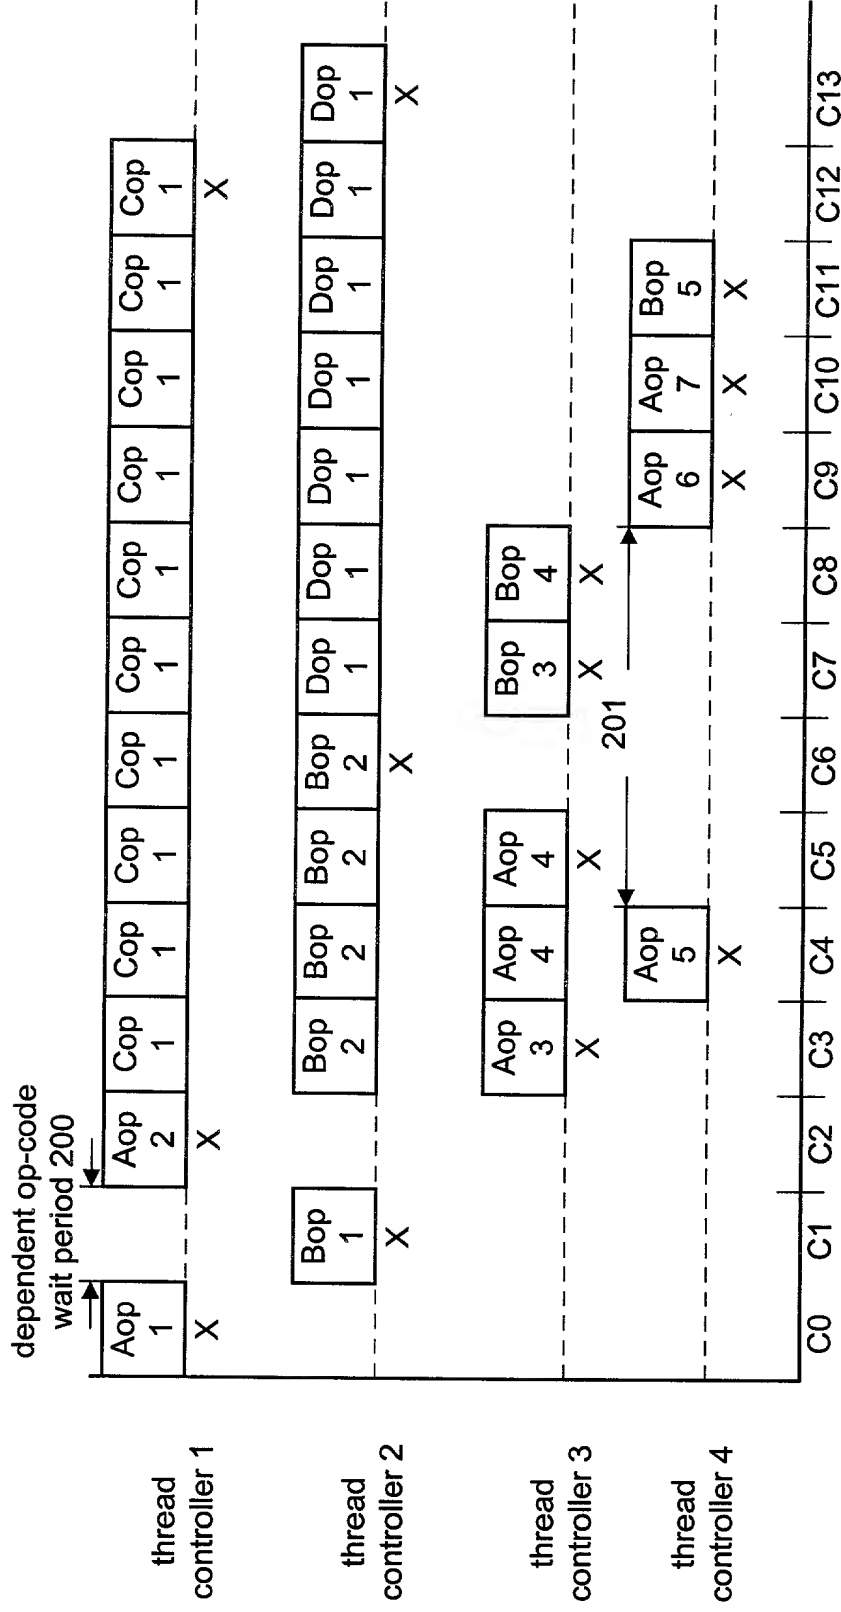 dependent op-code
wait period 200
Aop Aop Cop Cop Cop Cop Cop Cop Cop Cop Cop Cop
1 2 1 1 1 1 1 1 1 1 1 1
thread
controller 1
X X X
Bop Bop Bop Bop Bop Dop Dop Dop Dop Dop Dop Dop
1 2 2 2 2 1 1 1 1 1 1 1
thread
controller 2
X X X
Aop Aop Aop Bop Bop
3 4 4 3 4
thread
controller 3
X X X X
201
Aop Aop Aop Bop
5 6 7 5
thread
controller 4
X X X X
C0 C1 C2 C3 C4 C5 C6 C7 C8 C9 C10 C11 C12 C13